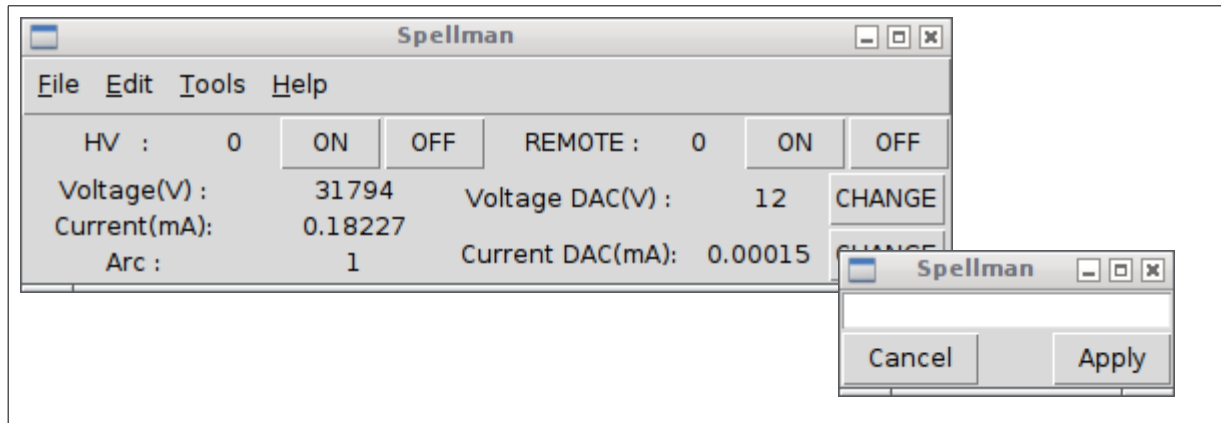 Spellman
File Edit Tools Help
HV : 0 ON OFF REMOTE : 0 ON OFF
Voltage(V) : 31794 Voltage DAC(V) : 12 CHANGE
Current(mA): 0.18227
Arc : 1 Current DAC(mA): 0.00015 CHANGE
Spellman
Cancel Apply